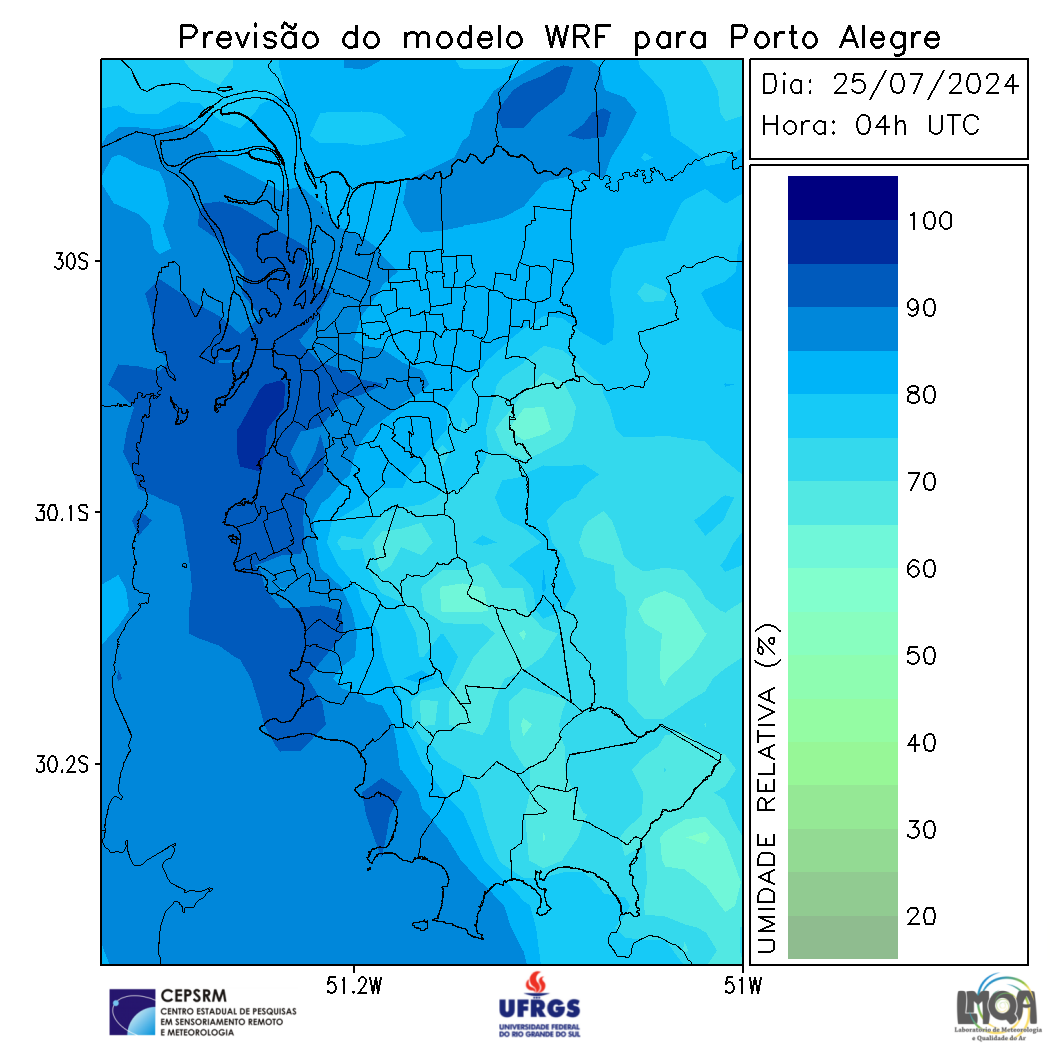 Previsão do modelo WRF para Porto Alegre
Dia: 25/07/2024
Hora: 04h UTC
30S
30.1S
30.2S
51.2W
51W
100
90
80
70
60
50
40
30
20
UMIDADE RELATIVA (%)
CEPSRM
CENTRO ESTADUAL DE PESQUISAS
EM SENSORIAMENTO REMOTO
E METEOROLOGIA
UFRGS
UNIVERSIDADE FEDERAL
DO RIO GRANDE DO SUL
LMQA
Laboratório de Meteorologia
e Qualidade do Ar